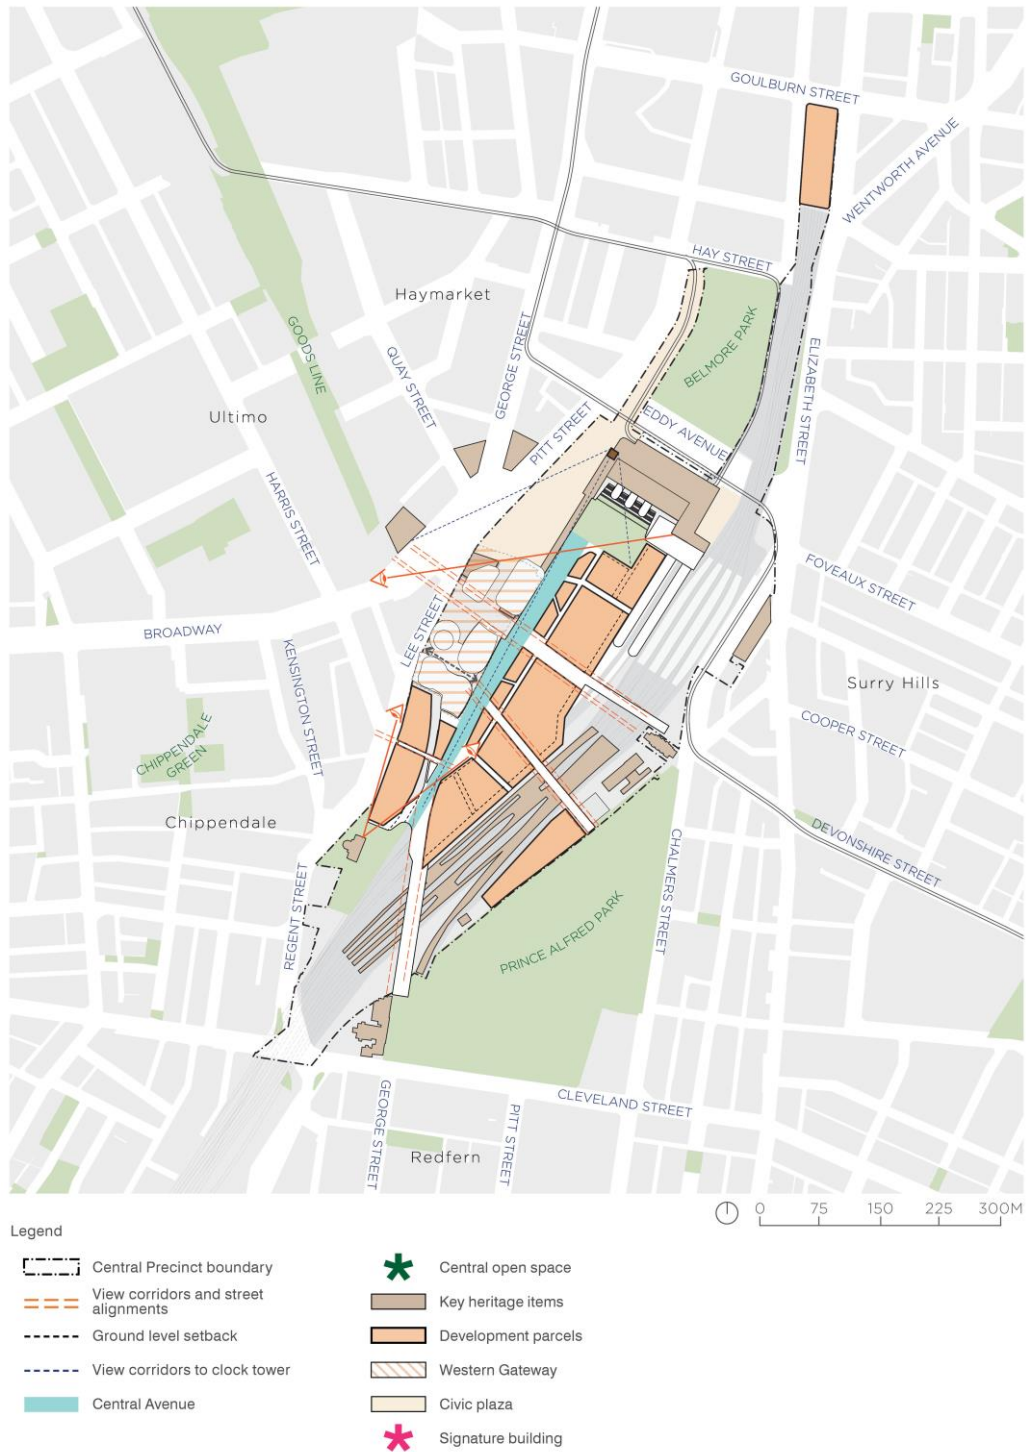 GOULBURN STREET
WENTWORTH AVENUE
HAY STREET
Haymarket
GOODS LINE
QUAY STREET
GEORGE STREET
BELMORE PARK
ELIZABETH STREET
PITT STREET
EDDY AVENUE
Ultimo
HARRIS STREET
FOVEAUX STREET
BROADWAY
LEE STREET
KENSINGTON STREET
Surry Hills
COOPER STREET
CHIPPENDALE
GREEN
Chippendale
DEVONSHIRE STREET
CHALMERS STREET
REGENT STREET
PRINCE ALFRED PARK
CLEVELAND STREET
GEORGE STREET
PITT STREET
Redfern
0 75 150 225 300M
Legend
Central Precinct boundary
View corridors and street
alignments
Ground level setback
View corridors to clock tower
Central Avenue
Central open space
Key heritage items
Development parcels
Western Gateway
Civic plaza
Signature building